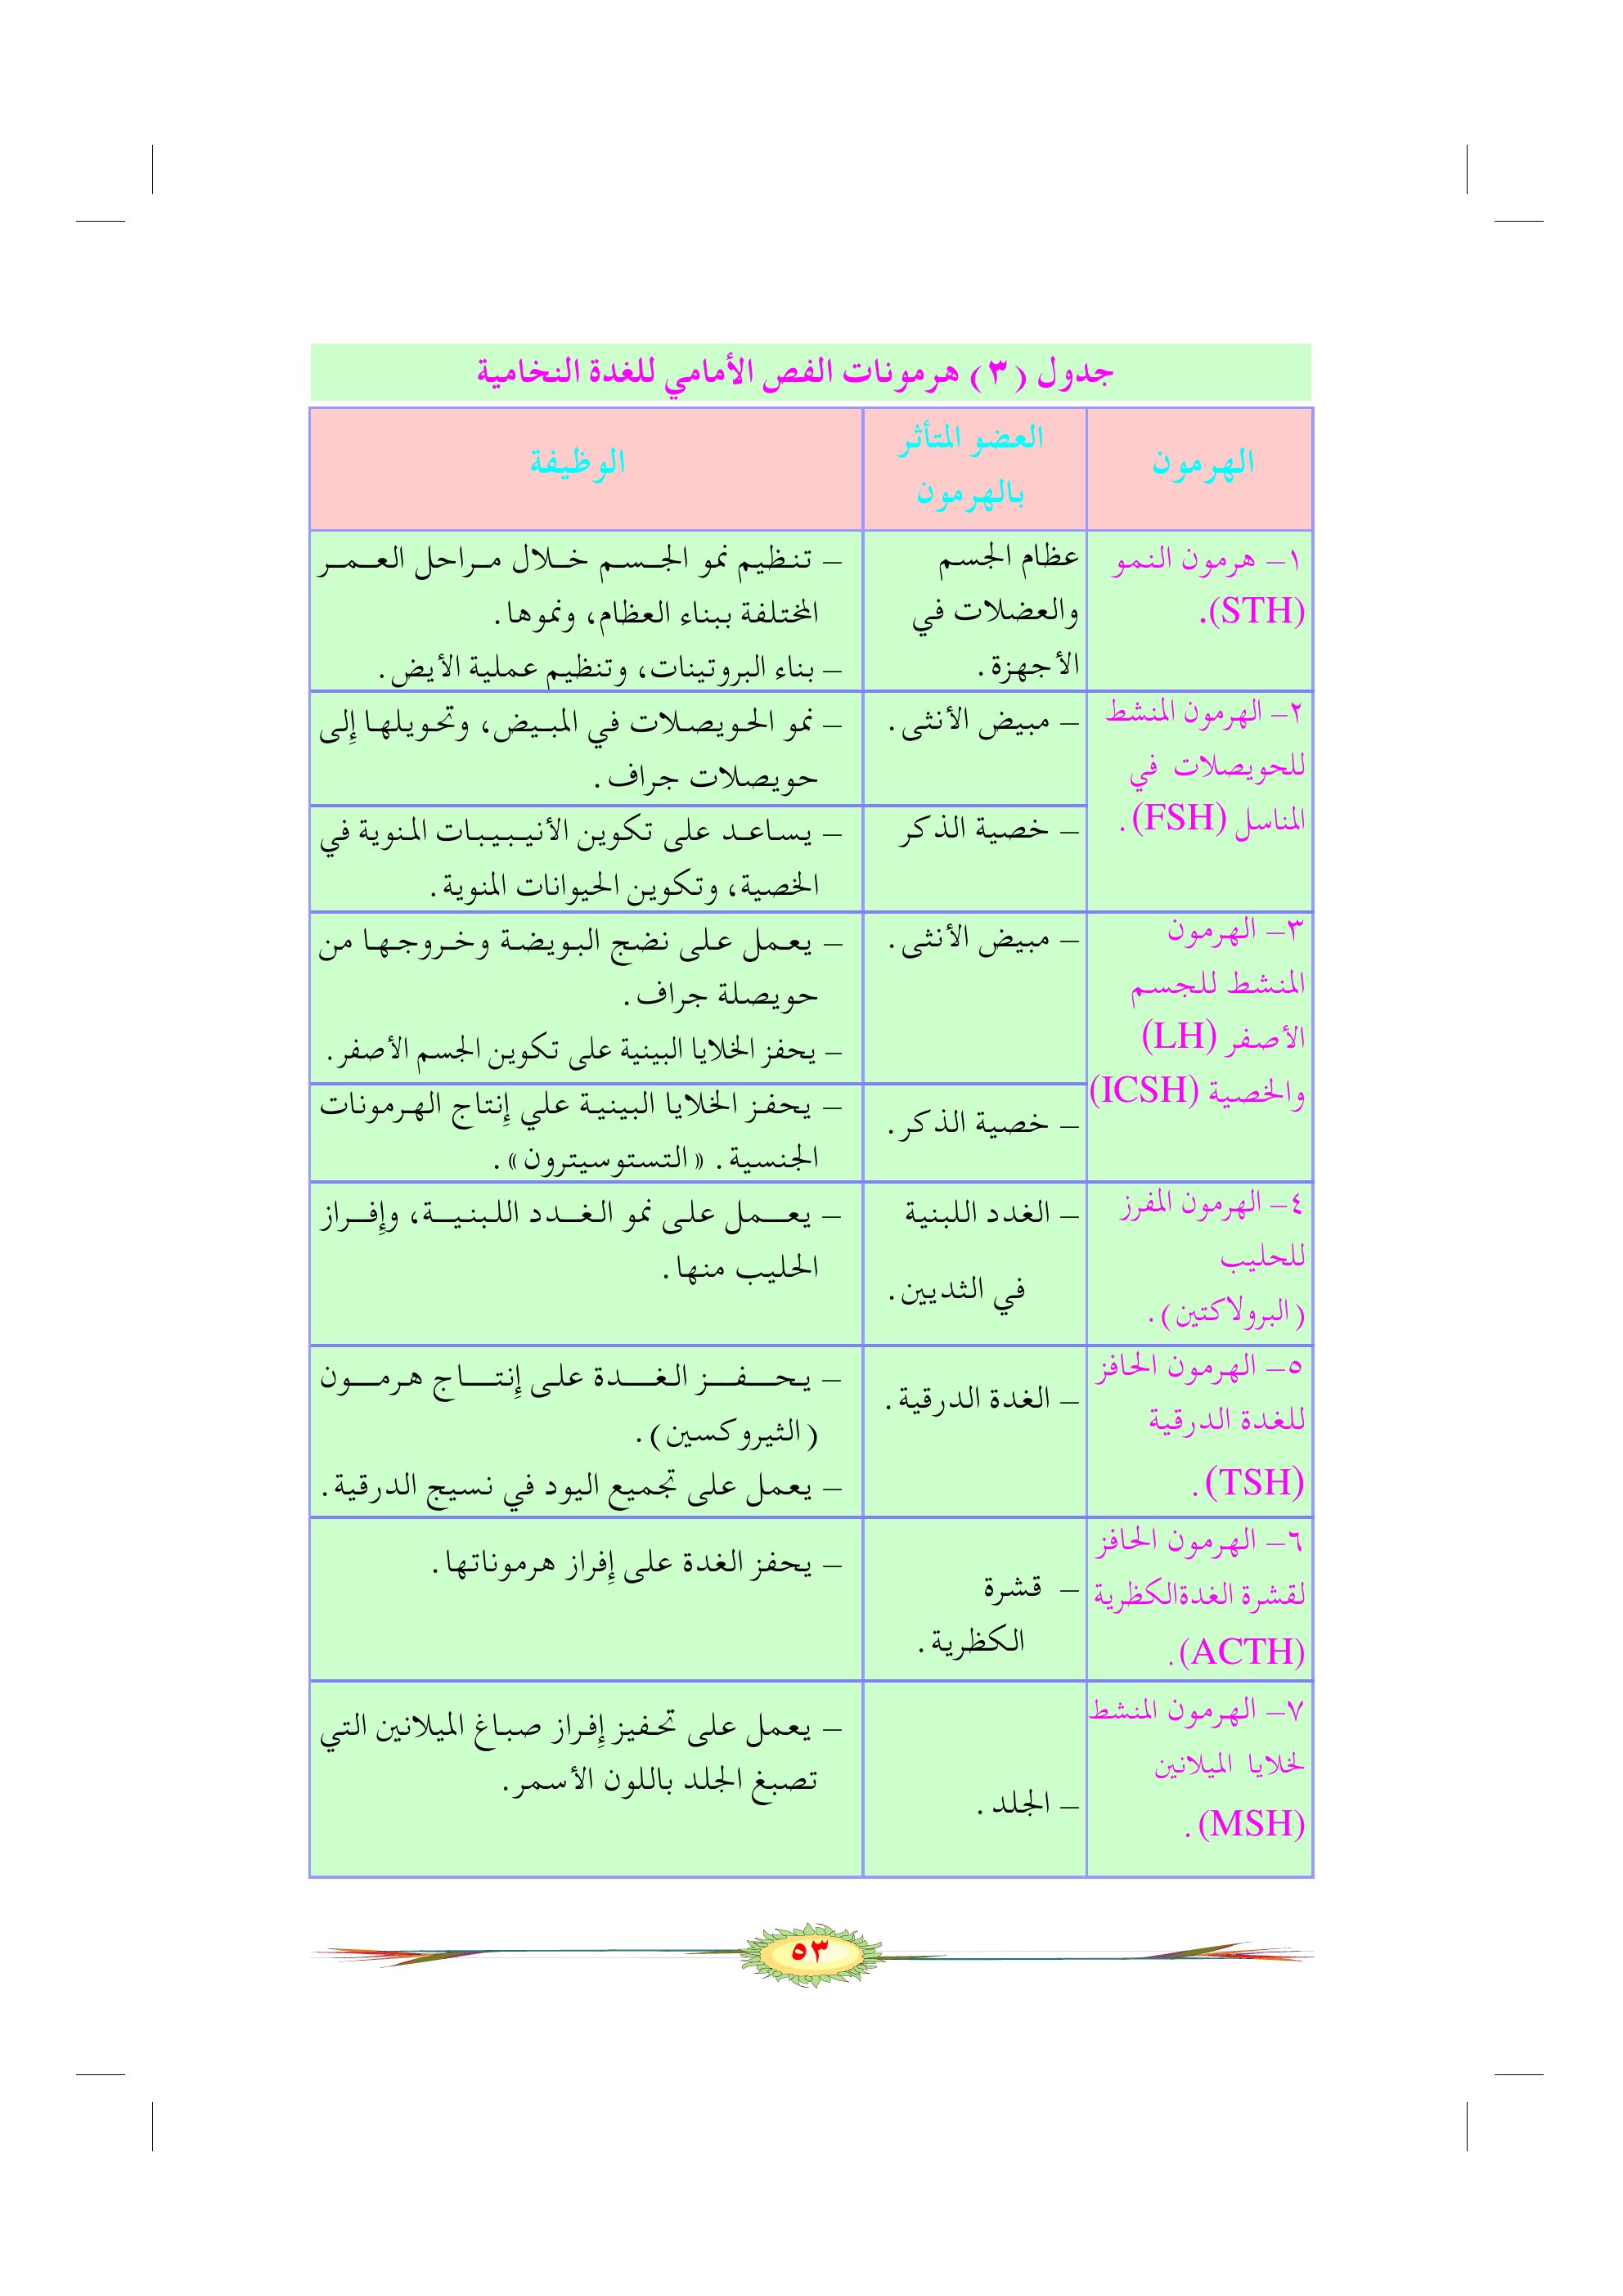 جدول (٣) هرمونات الفص الأمامي للغدة النخامية
الهرمون
العضو المتأثر
بالهرمون
الوظيفة
١– هرمون النمو
(STH).
عظام الجسم
والعضلات في
الأجهزة.
– تنظيم نمو الجسم خلال مراحل العمر
المختلفة ببناء العظام، ونموها.
– بناء البروتينات، وتنظيم عملية الأيض.
٢– الهرمون المنشط
للحويصلات في
المناسل (FSH).
– مبيض الأنثى.
– نمو الحويصلات في المبيض، وتحويلها إلى
حويصلات جراف.
– خصية الذكر
– يساعد على تكوين الأنيبيبات المنوية في
الخصية، وتكوين الحيوانات المنوية.
٣– الهرمون
المنشط للجسم
الأصفر (LH)
والخصية (ICSH)
– مبيض الأنثى.
– يعمل على نضج البويضة وخروجها من
حويصلة جراف.
– يحفز الخلايا البينية على تكوين الجسم الأصفر.
– خصية الذكر.
– يحفز الخلايا البينية علي إنتاج الهرمونات
الجنسية. «التستوسيترون».
٤– الهرمون المفرز
للحليب
(البرولاكتين).
– الغدد اللبنية
في الثديين.
– يعمل على نمو الغدد اللبنية، وإفراز
الحليب منها.
٥– الهرمون الحافز
للغدة الدرقية
(TSH).
– الغدة الدرقية.
– يحفز الغدة على إنتاج هرمون
(الثيروكسين).
– يعمل على تجميع اليود في نسيج الدرقية.
٦– الهرمون الحافز
لقشرة الغدةالكظرية
(ACTH).
– قشرة
الكظرية.
– يحفز الغدة على إفراز هرموناتها.
٧– الهرمون المنشط
لخلايا الميلانين
(MSH).
– الجلد.
– يعمل على تحفيز إفراز صباغ الميلانين التي
تصبغ الجلد باللون الأسمر.
٥٣